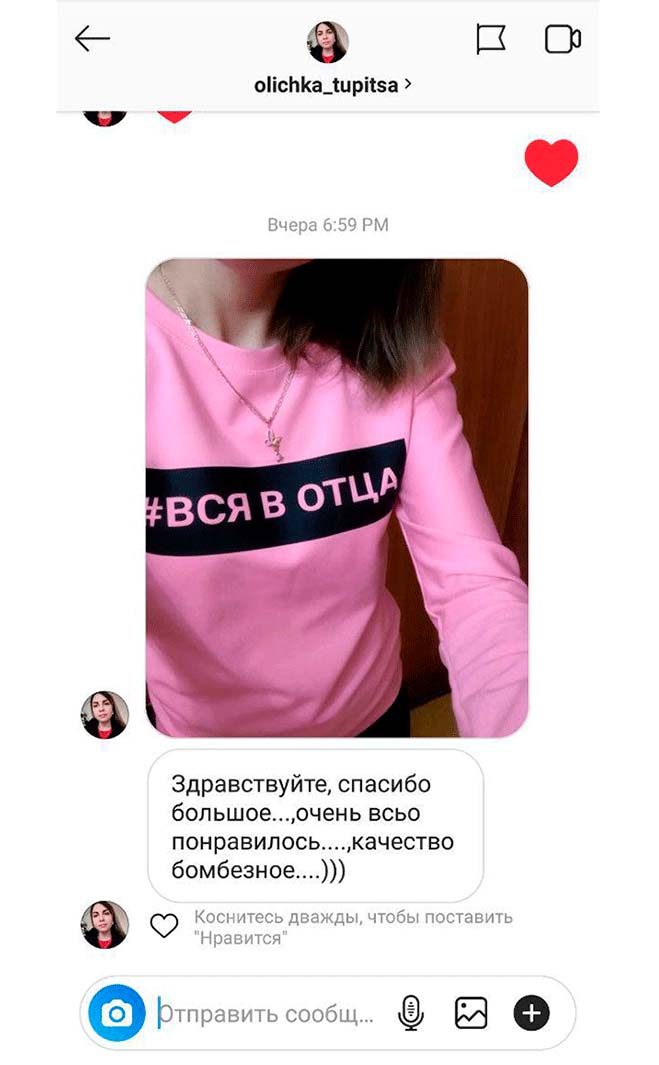 olichka_tupitsa >
Вчера 6:59 PM
#ВСЯ В ОТЦА
Здравствуйте, спасибо
большое...,очень всьо
понравилось....,качество
бомбезное....)))
Коснитесь дважды, чтобы поставить
"Нравится"
Отправить сообщ...